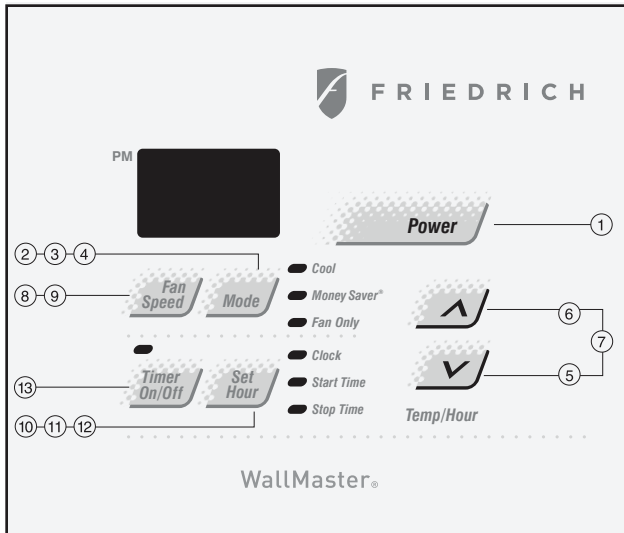 FRIEDRICH
PM
Power
1
2 3 4
8 9
Fan Speed
Mode
Cool
Money Saver®
Fan Only
6
7
5
13
Timer On/Off
Set Hour
Clock
Start Time
Stop Time
10 11 12
Temp/Hour
WallMaster®